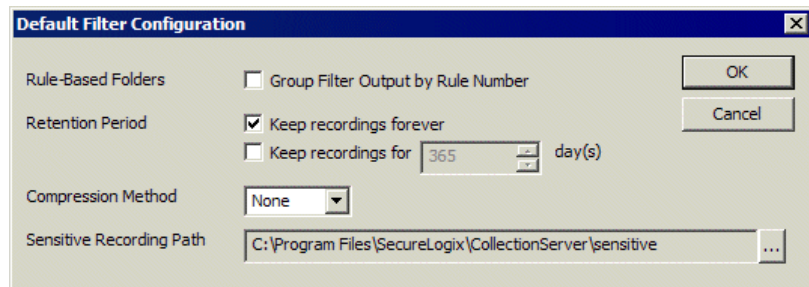 Default Filter Configuration
Rule-Based Folders
Group Filter Output by Rule Number
OK
Retention Period
Keep recordings forever
Cancel
Keep recordings for 365 day(s)
Compression Method
None
Sensitive Recording Path
C:\Program Files\SecureLogix\CollectionServer\sensitive
...